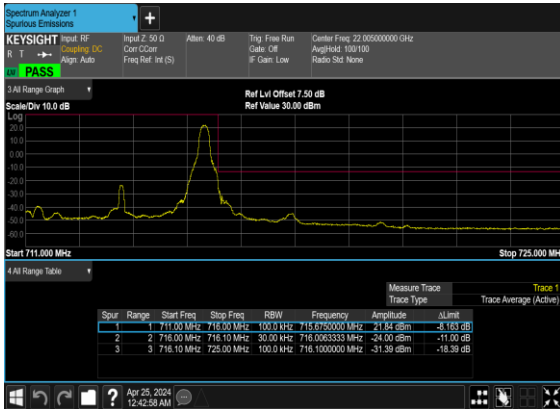 Spectrum Analyzer 1
Spurious Emissions
KEYSIGHT Input: RF Input Z: 50 Ω Atten: 40 dB Trig: Free Run Center Freq: 22.005000000 GHz
R T Coupling: DC Corr CCorr Gate: Off Avg|Hold: 100/100
Align: Auto Freq Ref: Int (S) IF Gain: Low Radio Std: None
PASS
3 All Range Graph
Ref Lvl Offset 7.50 dB
Scale/Div 10.0 dB Ref Value 30.00 dBm
Log
20.0
10.0
0.00
-10.0
-20.0
-30.0
-40.0
-50.0
-60.0
Start 711.000 MHz Stop 725.000 MH
4 All Range Table
Measure Trace Trace 1
Trace Type Trace Average (Active)
Spur Range Start Freq Stop Freq RBW Frequency Amplitude ΔLimit
1 1 711.00 MHz 716.00 MHz 100.0 kHz 715.6750000 MHz 21.84 dBm -8.163 dB
2 2 716.00 MHz 716.10 MHz 30.00 kHz 716.0063333 MHz -24.00 dBm -11.00 dB
3 3 716.10 MHz 725.00 MHz 100.0 kHz 716.1000000 MHz -31.39 dBm -18.39 dB
? Apr 25, 2024
12:42:58 AM